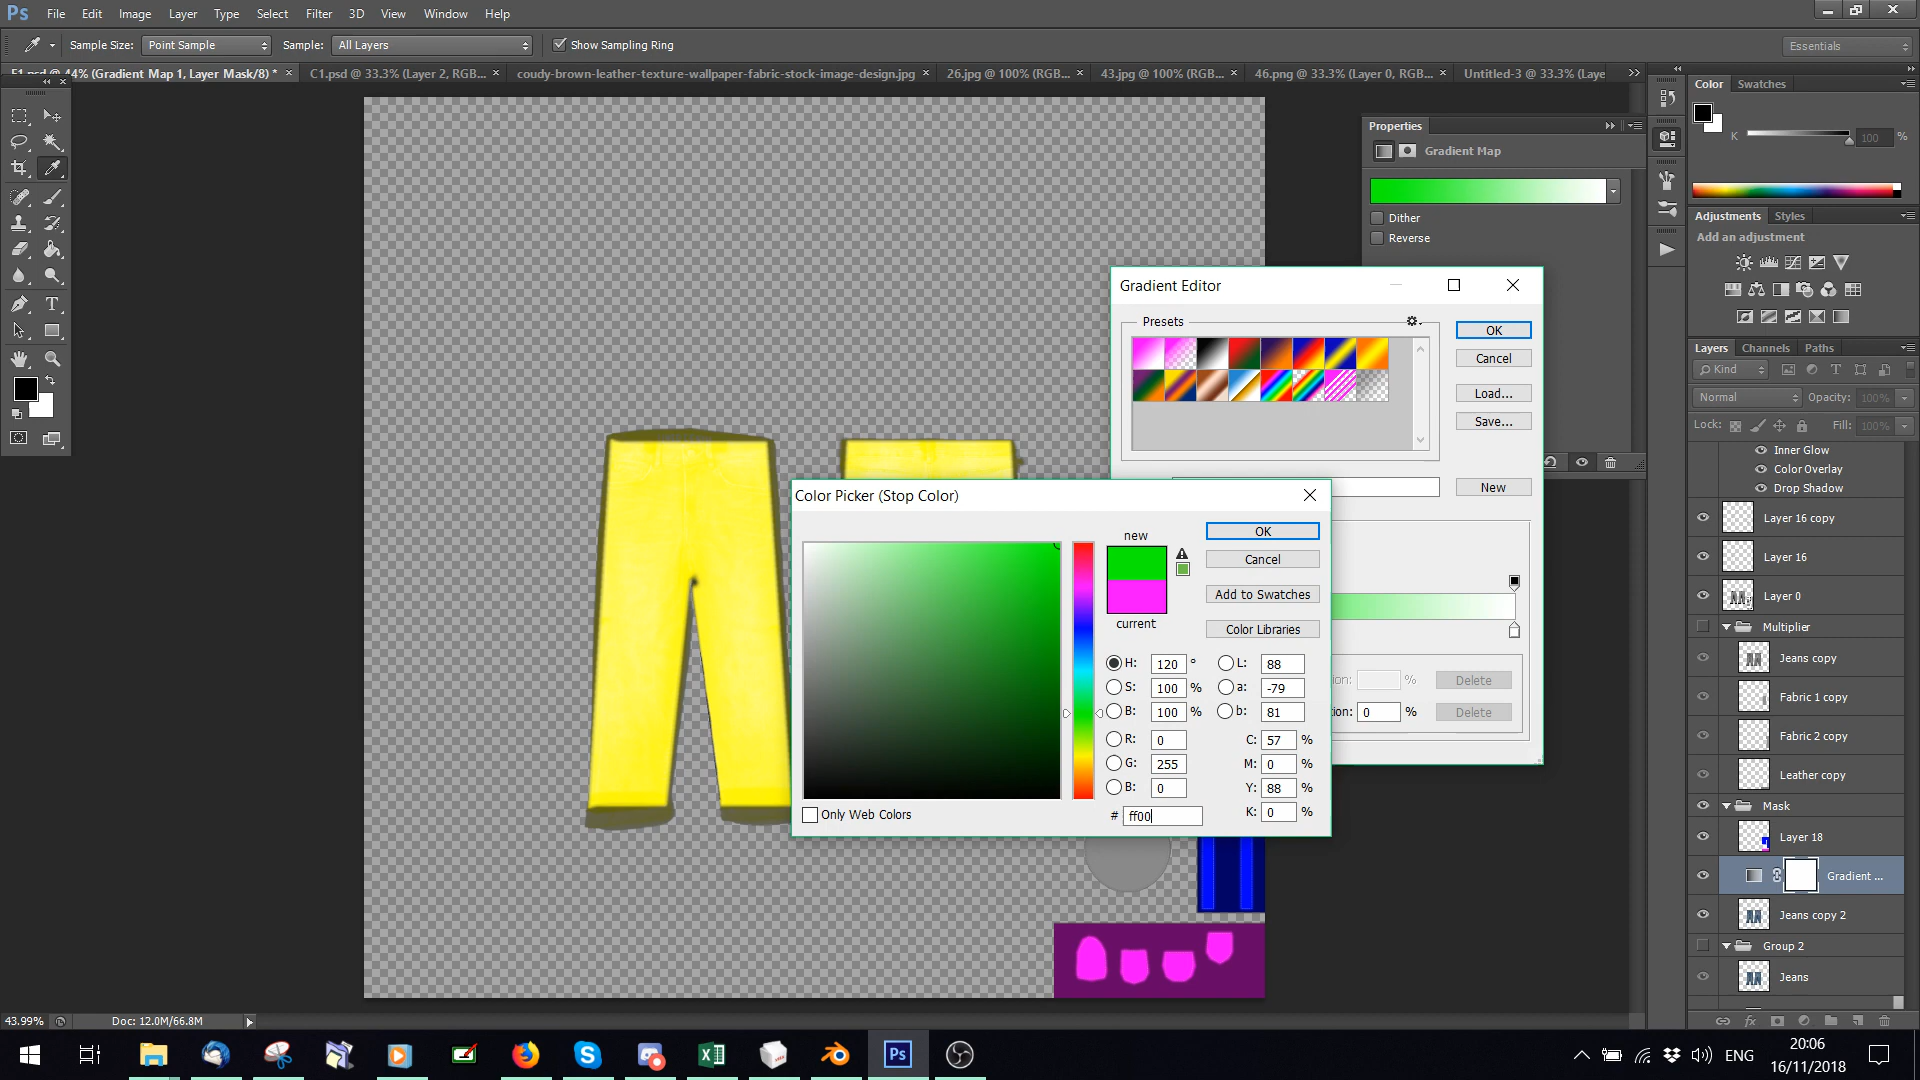 Ps File Edit Image Layer Type Select Filter 3D View Window Help
Sample Size: Point Sample Sample: All Layers Show Sampling Ring Essentials
44% (Gradient Map 1, Layer Mask/8) * × C1.psd @ 33.3% (Layer 2, RGB... × coudy-brown-leather-texture-wallpaper-fabric-stock-image-design.jpg × 26.jpg @ 100% (RGB... × 43.jpg @ 100% (RGB... × 46.png @ 33.3% (Layer 0, RGB... × Untitled-3 @ 33.3% (Laye
Color Swatches
K 100 %
Properties
Gradient Map
Dither
Reverse
Adjustments Styles
Add an adjustment
Gradient Editor
Presets
OK
Cancel
Load...
Save...
New
Delete
0 % Delete
Color Picker (Stop Color)
new
current
OK
Cancel
Add to Swatches
Color Libraries
H: 120 ° L: 88
S: 100 % a: -79
B: 100 % b: 81
R: 0 C: 57 %
G: 255 M: 0 %
B: 0 Y: 88 %
# ff00 K: 0 %
Only Web Colors
Layers Channels Paths
Kind
Normal Opacity: 100%
Lock: Fill: 100%
Inner Glow
Color Overlay
Drop Shadow
Layer 16 copy
Layer 16
Layer 0
Multiplier
Jeans copy
Fabric 1 copy
Fabric 2 copy
Leather copy
Mask
Layer 18
Gradient ...
Jeans copy 2
Group 2
Jeans
43.99% Doc: 12.0M/66.8M
Ps
ENG
20:06
16/11/2018